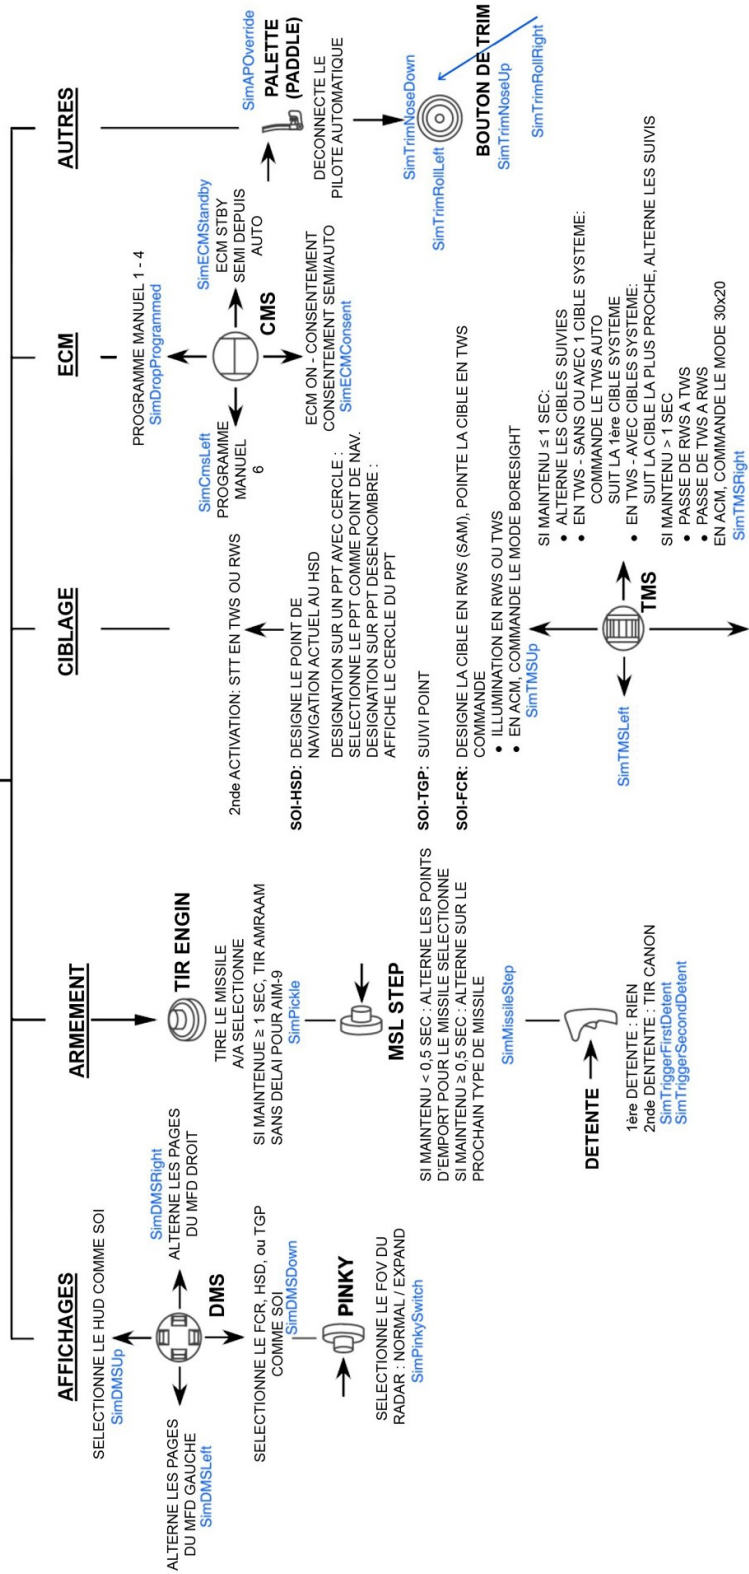 AFFICHAGES
SELECTIONNE LE HUD COMME SOI
SimDMSUp
ALTERNE LES PAGES
DU MFD GAUCHE
SimDMSLeft
SimDMSRight
ALTERNE LES PAGES
DU MFD DROIT
DMS
SELECTIONNE LE FCR, HSD, ou TGP
COMME SOI
SimDMSDown
PINKY
SELECTIONNE LE FOV DU
RADAR : NORMAL / EXPAND
SimPinkySwitch
ARMEMENT
TIR ENGIN
TIRE LE MISSILE
A/A SELECTIONNE
SI MAINTENUE ≥ 1 SEC, TIR AMRAAM
SANS DELAI POUR AIM-9
SimPickle
MSL STEP
SI MAINTENU < 0,5 SEC : ALTERNE LES POINTS
D'EMPORT POUR LE MISSILE SELECTIONNE
SI MAINTENU ≥ 0,5 SEC : ALTERNE SUR LE
PROCHAIN TYPE DE MISSILE
SimMissileStep
DETENTE
1ère DETENTE : RIEN
2nde DENTENTE : TIR CANON
SimTriggerFirstDetent
SimTriggerSecondDetent
CIBLAGE
2nde ACTIVATION: STT EN TWS OU RWS
SOI-HSD: DESIGNE LE POINT DE
NAVIGATION ACTUEL AU HSD
DESIGNATION SUR UN PPT AVEC CERCLE :
SELECTIONNE LE PPT COMME POINT DE NAV.
DESIGNATION SUR PPT DESENCOMBRE :
AFFICHE LE CERCLE DU PPT
SOI-TGP: SUIVI POINT
SOI-FCR: DESIGNE LA CIBLE EN RWS (SAM), POINTE LA CIBLE EN TWS
COMMANDE
• ILLUMINATION EN RWS OU TWS
• EN ACM, COMMANDE LE MODE BORESIGHT
SimTMSUp
SimTMSLeft
TMS
SI MAINTENU ≤ 1 SEC:
• ALTERNE LES CIBLES SUIVIES
• EN TWS - SANS OU AVEC 1 CIBLE SYSTEME:
COMMANDE LE TWS AUTO
SUIT LA 1ère CIBLE SYSTEME
• EN TWS - AVEC CIBLES SYSTEME:
SUIT LA CIBLE LA PLUS PROCHE, ALTERNE LES SUIVIS
SI MAINTENU > 1 SEC
• PASSE DE RWS A TWS
• PASSE DE TWS A RWS
EN ACM, COMMANDE LE MODE 30x20
SimTMSRight
ECM
PROGRAMME MANUEL 1 - 4
SimDropProgrammed
SimCmsLeft
PROGRAMME
MANUEL
6
SimECMStandby
ECM STBY
SEMI DEPUIS
AUTO
CMS
ECM ON - CONSENTEMENT
CONSENTEMENT SEMI/AUTO
SimECMConsent
AUTRES
SimAPOverride
PALETTE
(PADDLE)
DECONNECTE LE
PILOTE AUTOMATIQUE
SimTrimNoseDown
SimTrimRollLeft
BOUTON DE TRIM
SimTrimNoseUp
SimTrimRollRight